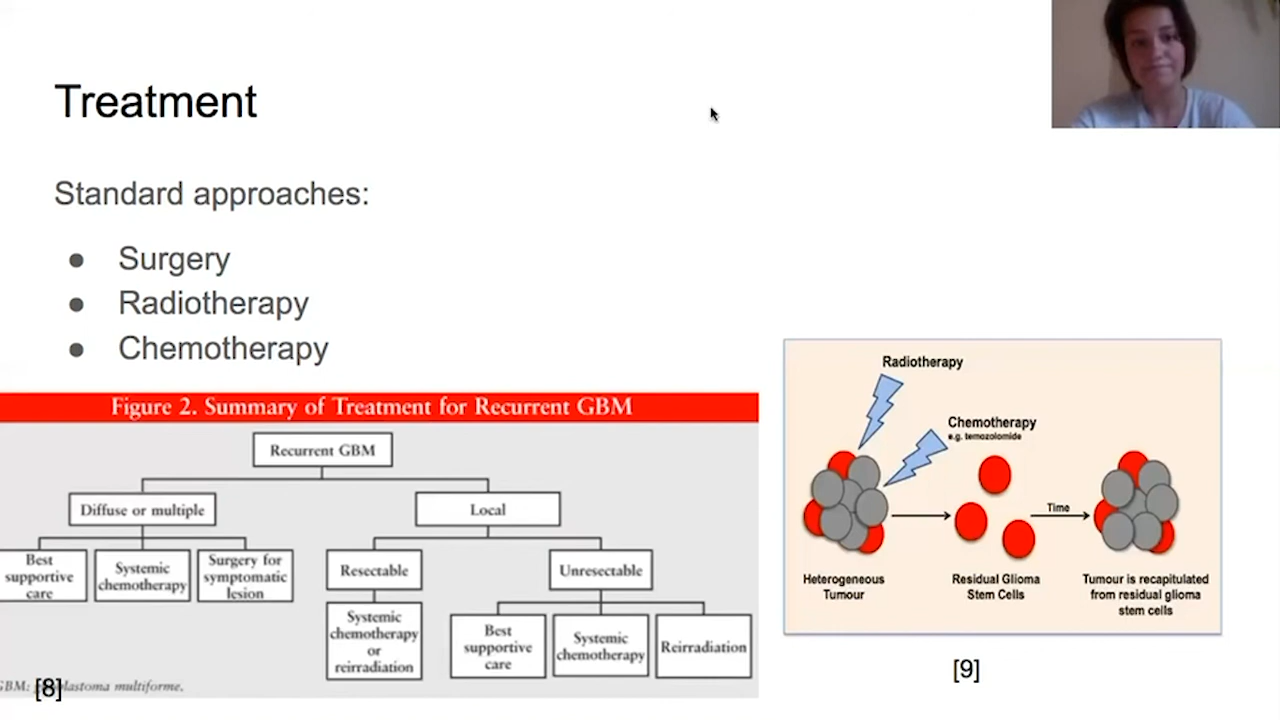 Treatment
Standard approaches:
● Surgery
● Radiotherapy
● Chemotherapy
Figure 2. Summary of Treatment for Recurrent GBM
Recurrent GBM
Diffuse or multiple
Local
Best
supportive
care
Systemic
chemotherapy
Surgery for
symptomatic
lesion
Resectable
Unresectable
Systemic
chemotherapy
or
reirradiation
Best
supportive
care
Systemic
chemotherapy
Reirradiation
GBM: multiforme.
[8]
Radiotherapy
Chemotherapy
e.g. temozolomide
Time
Heterogeneous
Tumour
Residual Glioma
Stem Cells
Tumour is recapitulated
from residual glioma
stem cells
[9]